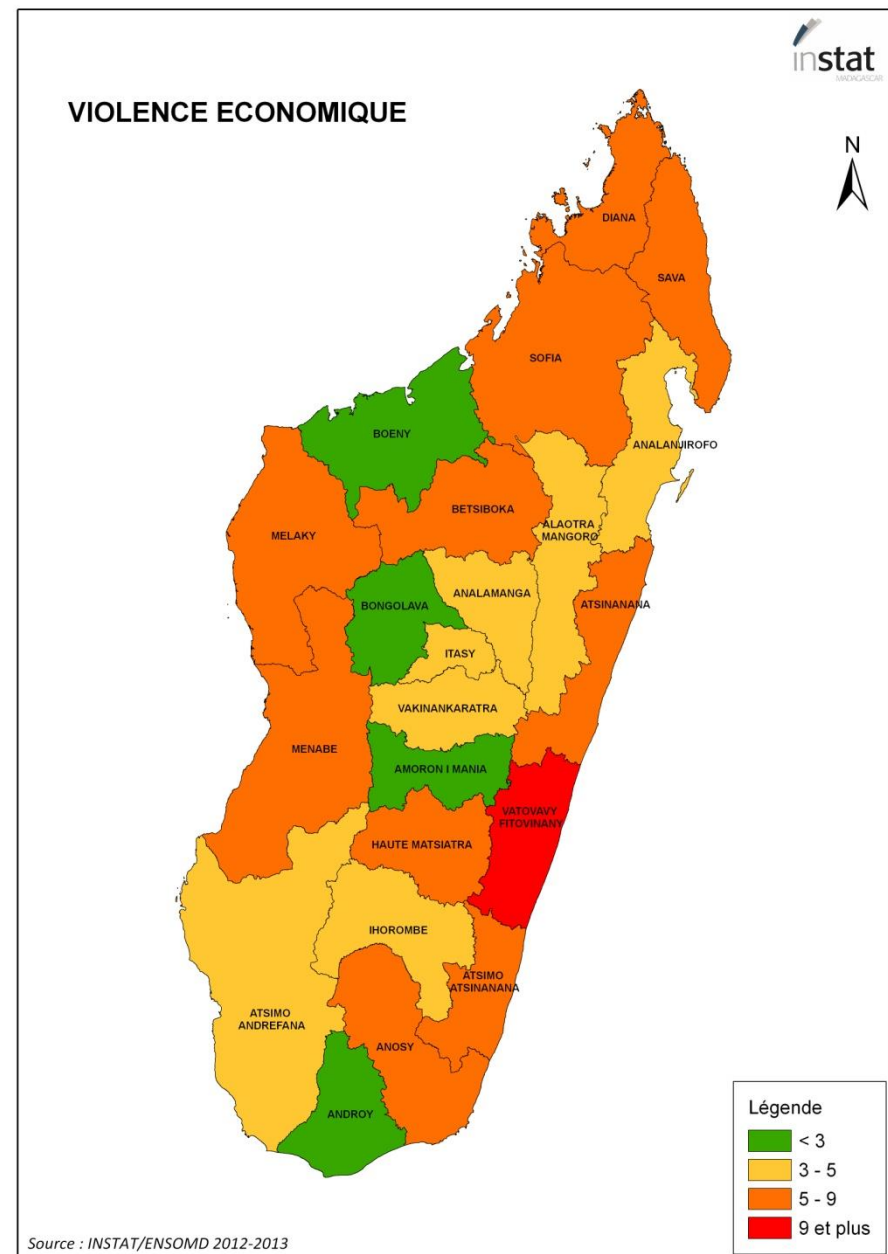 instat
MADAGASCAR
VIOLENCE ECONOMIQUE
N
DIANA
SAVA
SOFIA
BOENY
ANALANJIROFO
BETSIBOKA
MELAKY
ALAOTRA
MANGORO
ANALAMANGA
BONGOLAVA
ATSINANANA
ITASY
VAKINANKARATRA
MENABE
AMORON I MANIA
VATOVAVY
FITOVINANY
HAUTE MATSIATRA
IHOROMBE
ATSIMO
ATSINANANA
ATSIMO
ANDREFANA
ANOSY
ANDROY
Légende
< 3
3 - 5
5 - 9
9 et plus
Source : INSTAT/ENSOMD 2012-2013